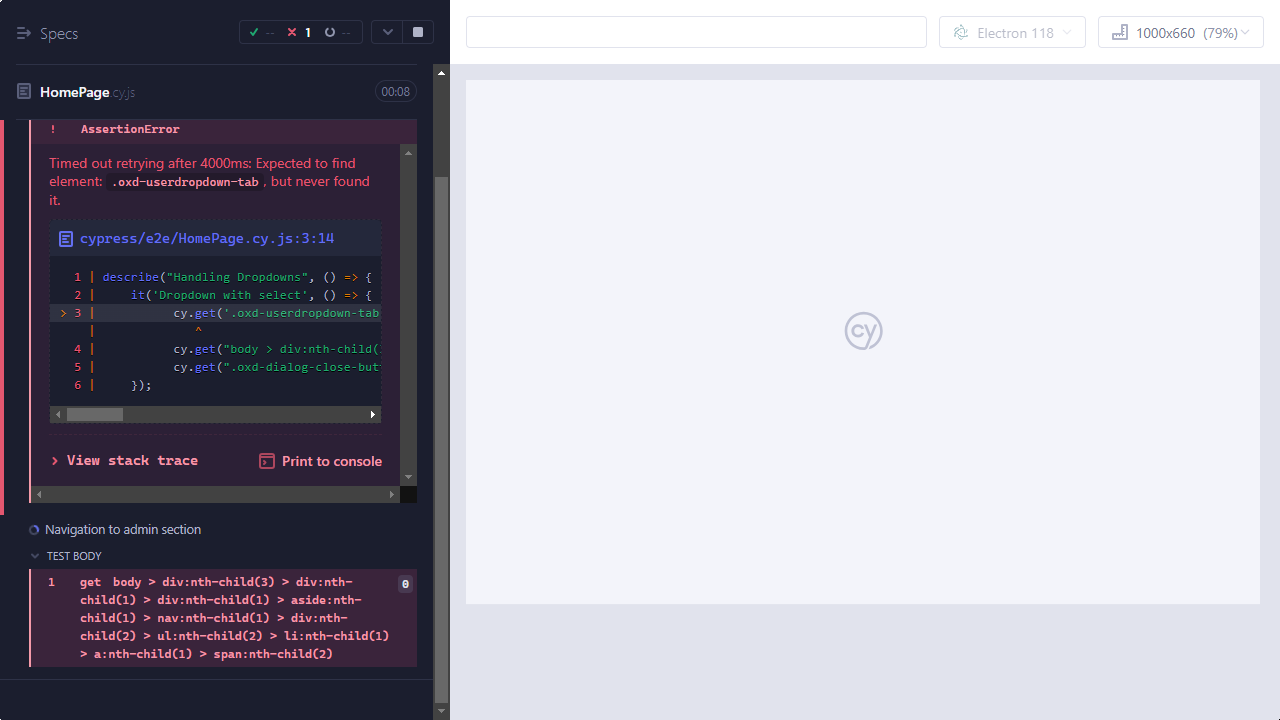 Specs
-- 1 --
Electron 118
1000x660 (79%)
HomePage.cy.js
00:08
! AssertionError
Timed out retrying after 4000ms: Expected to find
element: .oxd-userdropdown-tab, but never found
it.
cypress/e2e/HomePage.cy.js:3:14
1 | describe("Handling Dropdowns", () => {
2 | it('Dropdown with select', () => {
> 3 | cy.get('.oxd-userdropdown-tab
| ^
4 | cy.get("body > div:nth-child(
5 | cy.get(".oxd-dialog-close-but
6 | });
> View stack trace
Print to console
Navigation to admin section
TEST BODY
1 get body > div:nth-child(3) > div:nth- 0
child(1) > div:nth-child(1) > aside:nth-
child(1) > nav:nth-child(1) > div:nth-
child(2) > ul:nth-child(2) > li:nth-child(1)
> a:nth-child(1) > span:nth-child(2)
cy